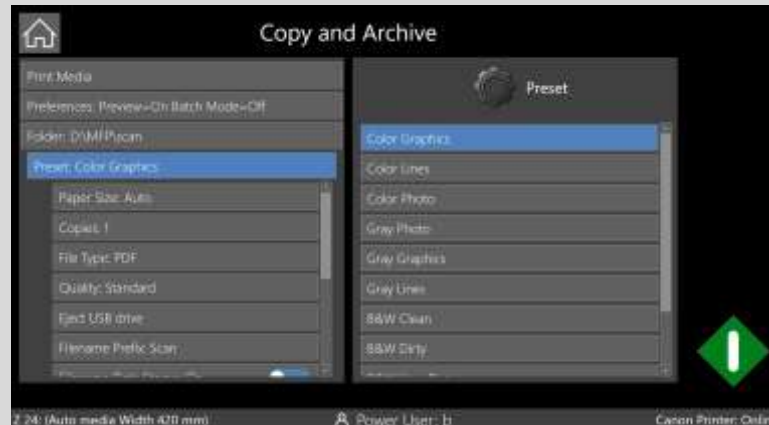 Copy and Archive
Print Media
Preferences: Preview=On Batch Mode=Off
Folder: D:\MFP\scan
Preset: Color Graphics
Paper Size: Auto
Copies: 1
File Type: PDF
Quality: Standard
Eject USB drive
Filename Prefix: Scan
Preset
Color Graphics
Color Lines
Color Photo
Gray Photo
Gray Graphics
Gray Lines
B&W Clean
B&W Dirty
Z 24: (Auto media Width 420 mm)
Power User: b
Canon Printer: Onlin